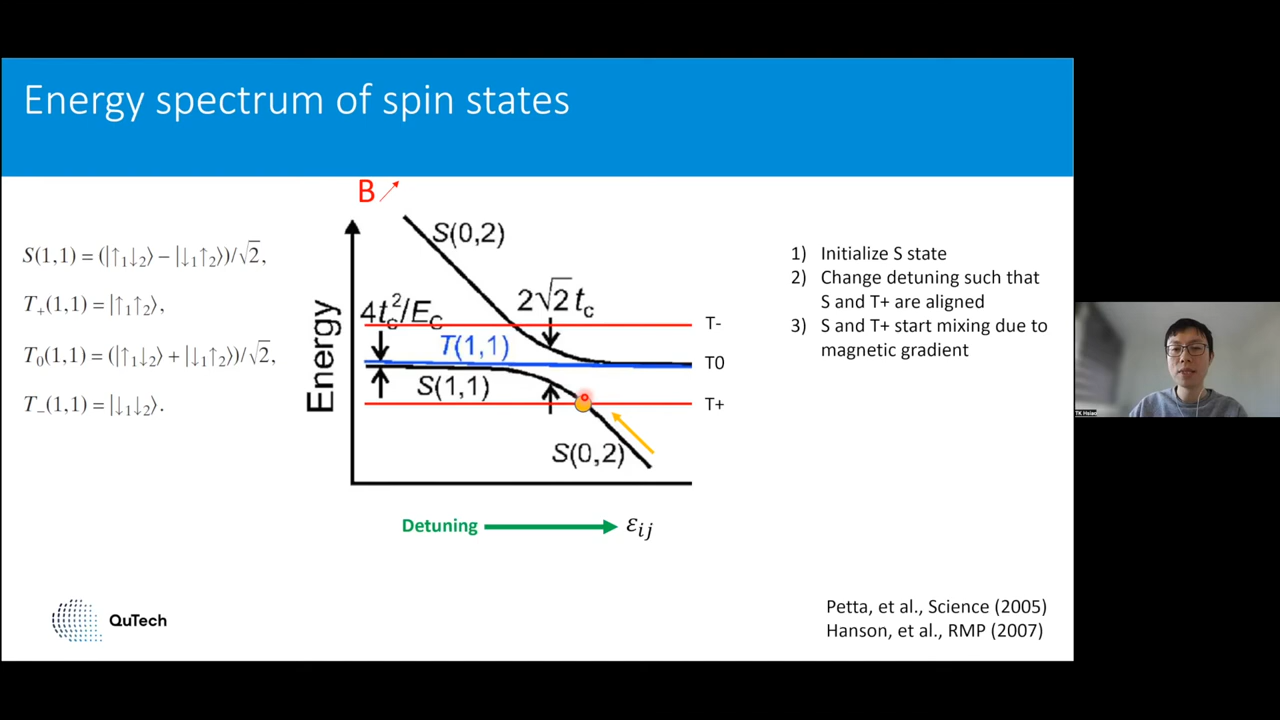 Energy spectrum of spin states
B
S(1,1) = (|↑₁↓₂⟩ − |↓₁↑₂⟩)/√2,
T₊(1,1) = |↑₁↑₂⟩,
T₀(1,1) = (|↑₁↓₂⟩ + |↓₁↑₂⟩)/√2,
T₋(1,1) = |↓₁↓₂⟩.
Energy
S(0,2)
2√2 t_c
4t_c²/E_C
T(1,1)
S(1,1)
S(0,2)
T-
T0
T+
Detuning
ε_ij
1) Initialize S state
2) Change detuning such that
S and T+ are aligned
3) S and T+ start mixing due to
magnetic gradient
TK Hsiao
QuTech
Petta, et al., Science (2005)
Hanson, et al., RMP (2007)